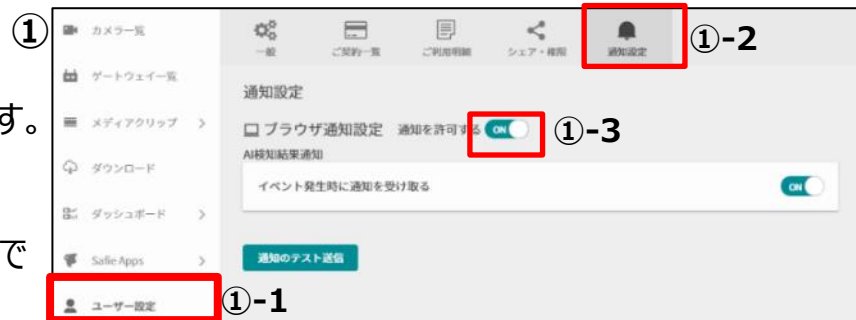 ①
す。
で
カメラ一覧
ゲートウェイ一覧
メディアクリップ
ダウンロード
ダッシュボード
Safie Apps
ユーザー設定
①-1
一般
ご契約一覧
ご利用明細
シェア・権限
通知設定
①-2
通知設定
ブラウザ通知設定 通知を許可する ON
①-3
AI検知結果通知
イベント発生時に通知を受け取る ON
通知のテスト送信